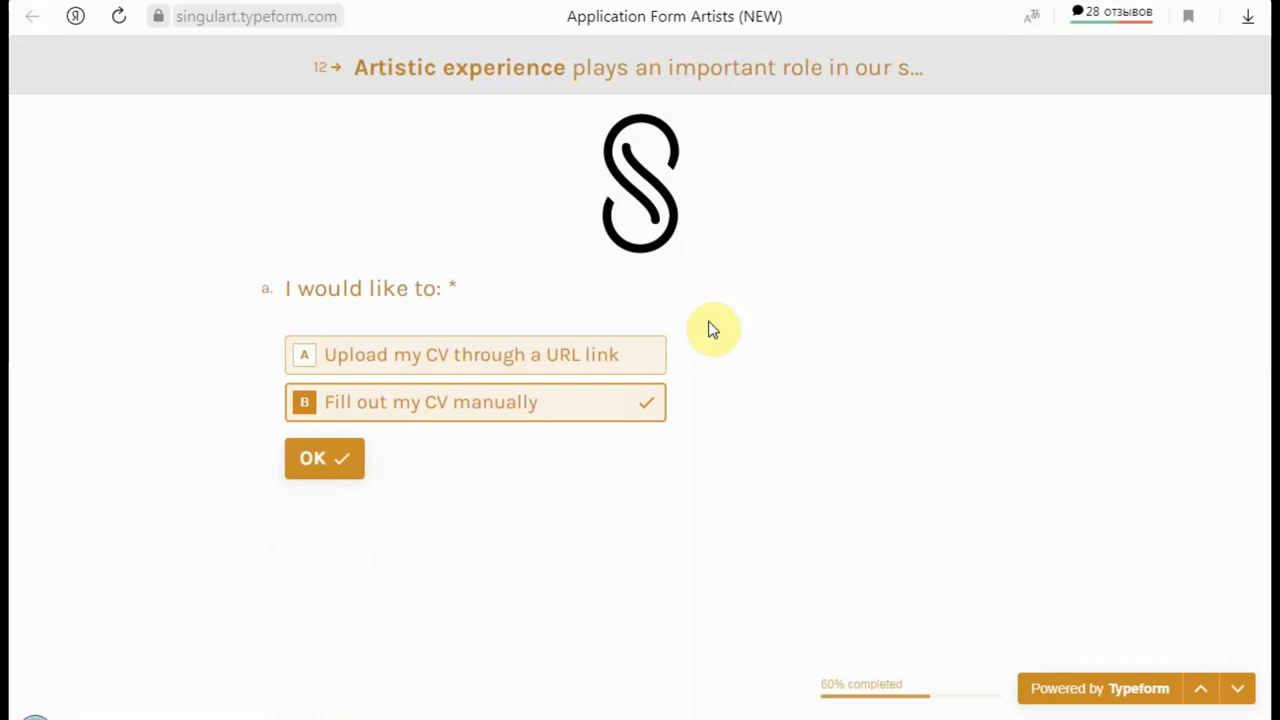 Я
singulart.typeform.com
Application Form Artists (NEW)
28 отзывов
12 → Artistic experience plays an important role in our s...
a. I would like to: *
A Upload my CV through a URL link
B Fill out my CV manually
OK
60% completed
Powered by Typeform